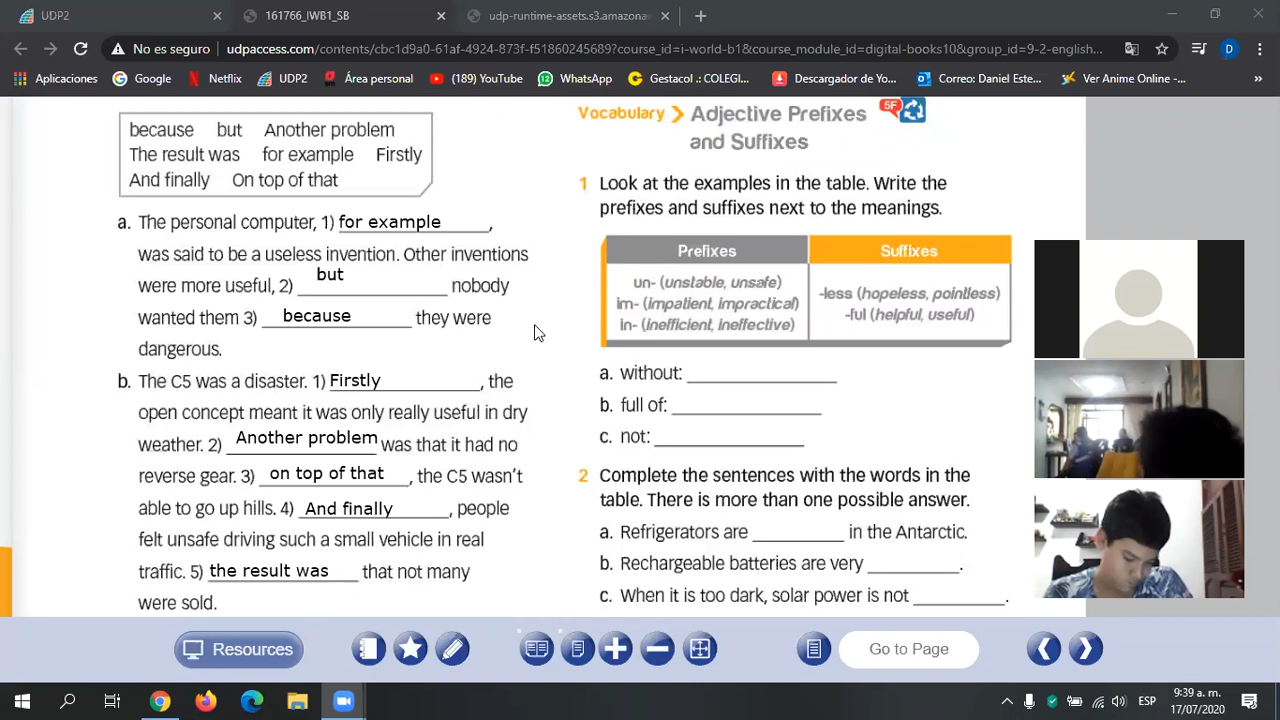 UDP2
161766_IWB1_SB
udp-runtime-assets.s3.amazonaw
No es seguro
udpaccess.com/contents/cbc1d9a0-61af-4924-873f-f51860245689?course_id=i-world-b1&course_module_id=digital-books10&group_id=9-2-english...
D
Aplicaciones
Google
Netflix
UDP2
Área personal
(189) YouTube
WhatsApp
Gestacol .: COLEGI...
Descargador de You...
Correo: Daniel Este...
Ver Anime Online -...
»
because but Another problem
The result was for example Firstly
And finally On top of that
a. The personal computer, 1) for example,
was said to be a useless invention. Other inventions
were more useful, 2) but nobody
wanted them 3) because they were
dangerous.
b. The C5 was a disaster. 1) Firstly, the
open concept meant it was only really useful in dry
weather. 2) Another problem was that it had no
reverse gear. 3) on top of that, the C5 wasn't
able to go up hills. 4) And finally, people
felt unsafe driving such a small vehicle in real
traffic. 5) the result was that not many
were sold.
Vocabulary Adjective Prefixes
and Suffixes
5F
1 Look at the examples in the table. Write the
prefixes and suffixes next to the meanings.
Prefixes Suffixes
un- (unstable, unsafe)
im- (impatient, impractical)
in- (inefficient, ineffective)
-less (hopeless, pointless)
-ful (helpful, useful)
a. without: ______________
b. full of: ______________
c. not: ______________
2 Complete the sentences with the words in the
table. There is more than one possible answer.
a. Refrigerators are _________ in the Antarctic.
b. Rechargeable batteries are very _________.
c. When it is too dark, solar power is not _________.
Resources
Go to Page
ESP
9:39 a. m.
17/07/2020